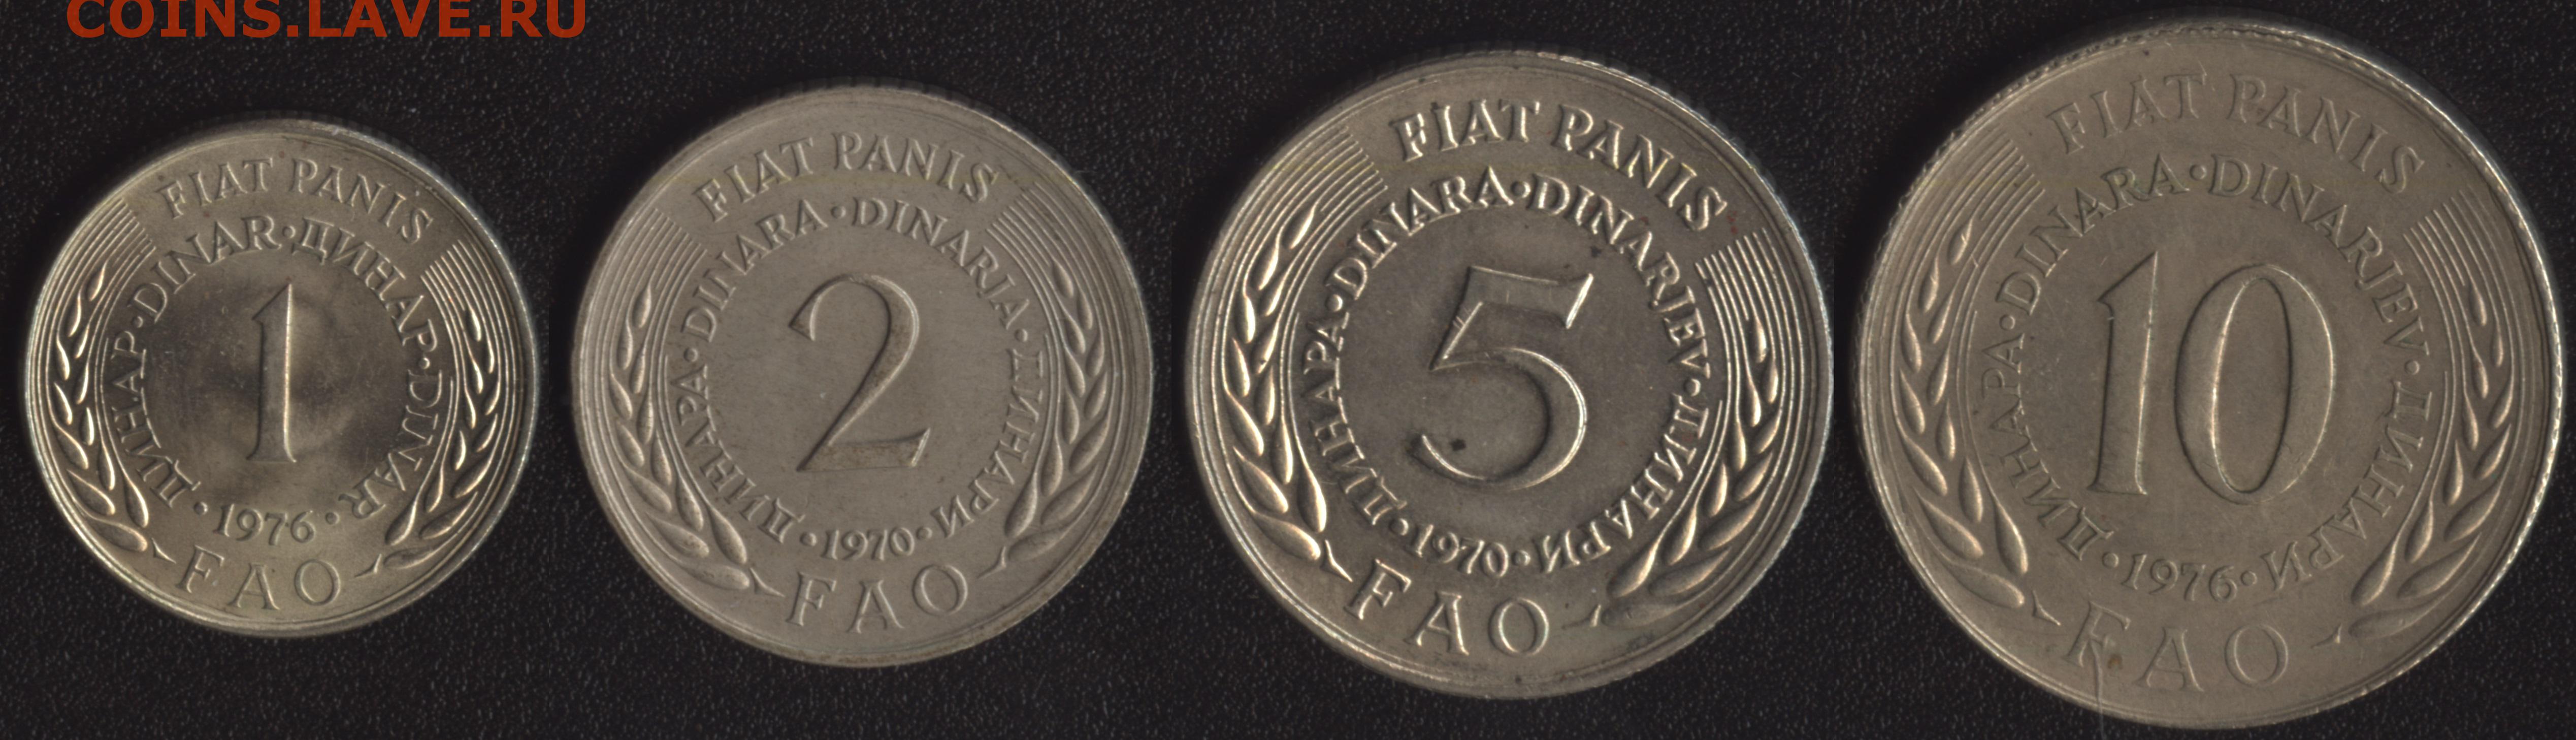 COINS.LAVE.RU
FIAT PANIS
ДИНАР·DINAR·ДИНАР·DINAR
1
·1976·
FAO
FIAT PANIS
ДИНАРА·DINARA·DINARJA·ДИНАРИ
2
·1970·
FAO
FIAT PANIS
ДИНАРА·DINARA·DINARJEV·ДИНАРИ
5
·1970·
FAO
FIAT PANIS
ДИНАРА·DINARA·DINARJEV·ДИНАРИ
10
·1976·
FAO